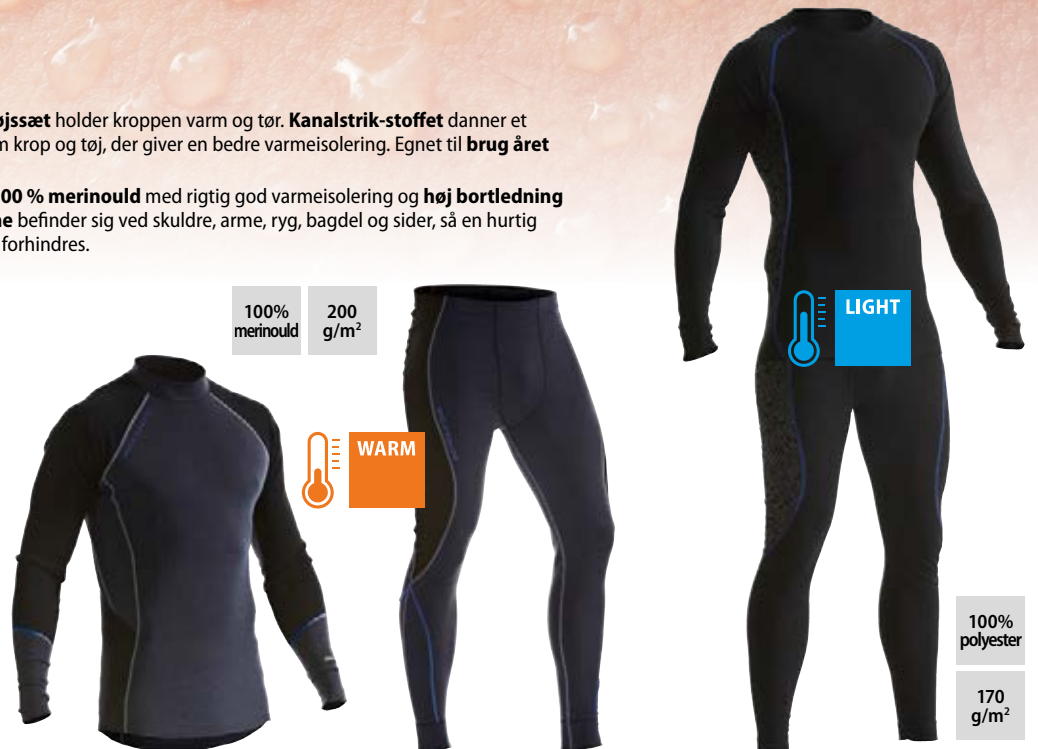 øjssæt holder kroppen varm og tør. Kanalstrik-stoffet danner et
krop og tøj, der giver en bedre varmeisolering. Egnet til brug året
00 % merinould med rigtig god varmeisolering og høj bortledning
befinder sig ved skuldre, arme, ryg, bagdel og sider, så en hurtig
forhindres.
100%
merinould
200
g/m²
LIGHT
WARM
100%
polyester
170
g/m²